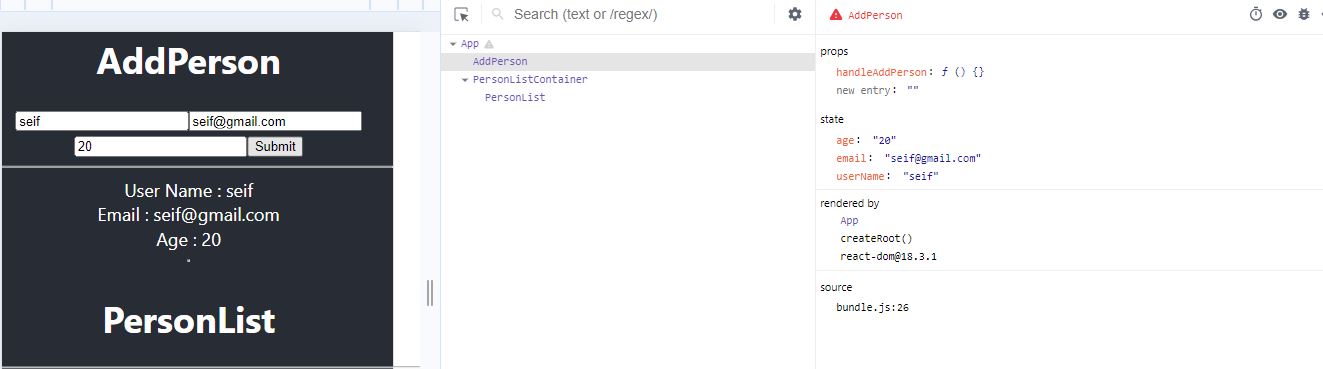 AddPerson
seif seif@gmail.com
20 Submit
User Name : seif
Email : seif@gmail.com
Age : 20
PersonList
Search (text or /regex/)
App
AddPerson
PersonListContainer
PersonList
AddPerson
props
handleAddPerson: ƒ () {}
new entry: ""
state
age: "20"
email: "seif@gmail.com"
userName: "seif"
rendered by
App
createRoot()
react-dom@18.3.1
source
bundle.js:26